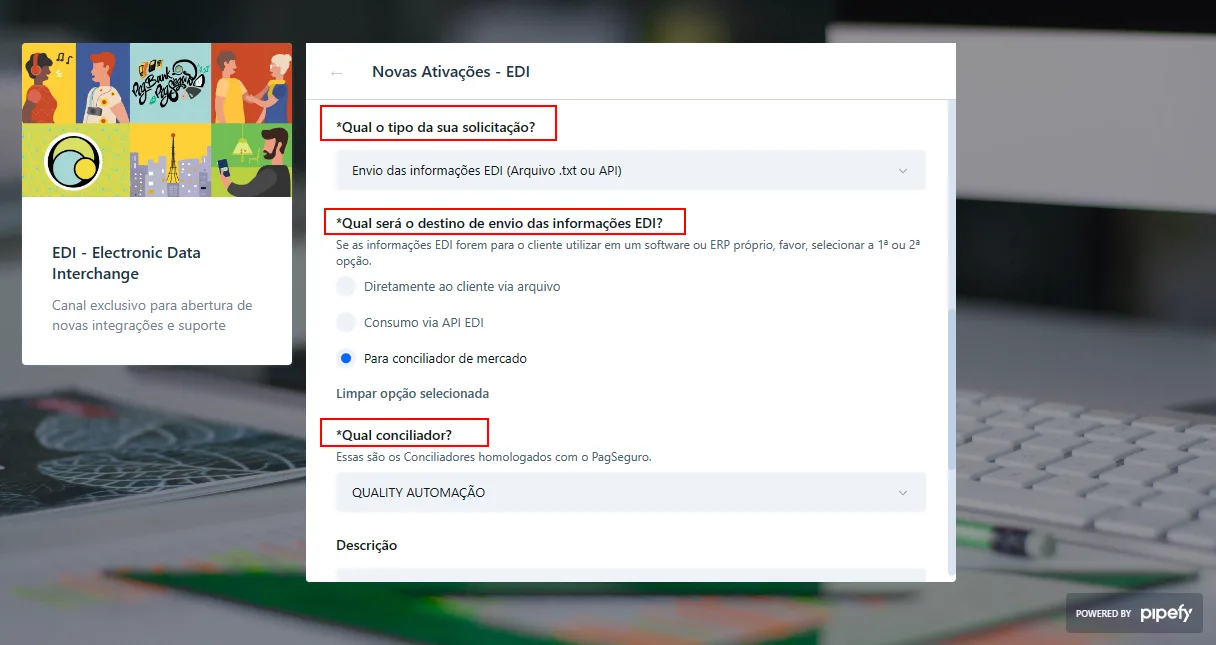 PagBank
PagSeguro
EDI - Electronic Data
Interchange
Canal exclusivo para abertura de
novas integrações e suporte
← Novas Ativações - EDI
*Qual o tipo da sua solicitação?
Envio das informações EDI (Arquivo .txt ou API)
*Qual será o destino de envio das informações EDI?
Se as informações EDI forem para o cliente utilizar em um software ou ERP próprio, favor, selecionar a 1ª ou 2ª
opção.
Diretamente ao cliente via arquivo
Consumo via API EDI
Para conciliador de mercado
Limpar opção selecionada
*Qual conciliador?
Essas são os Conciliadores homologados com o PagSeguro.
QUALITY AUTOMAÇÃO
Descrição
POWERED BY pipefy